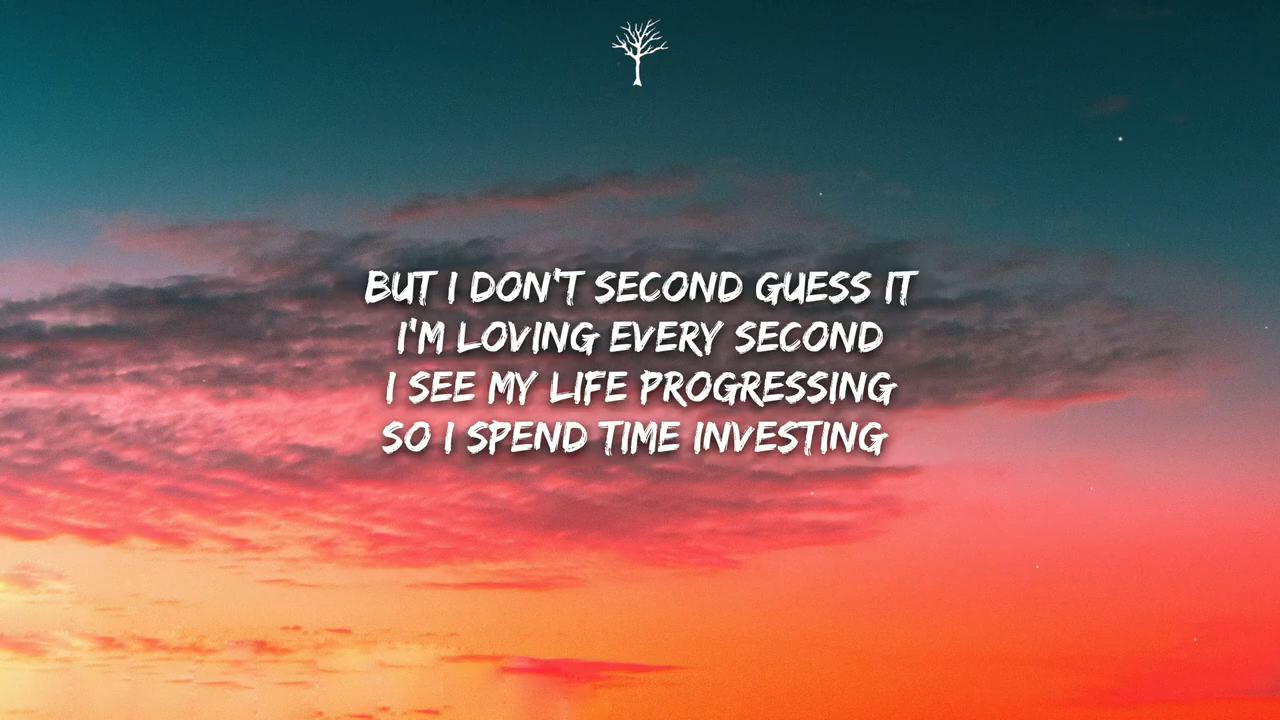 BUT I DON'T SECOND GUESS IT
I'M LOVING EVERY SECOND
I SEE MY LIFE PROGRESSING
SO I SPEND TIME INVESTING